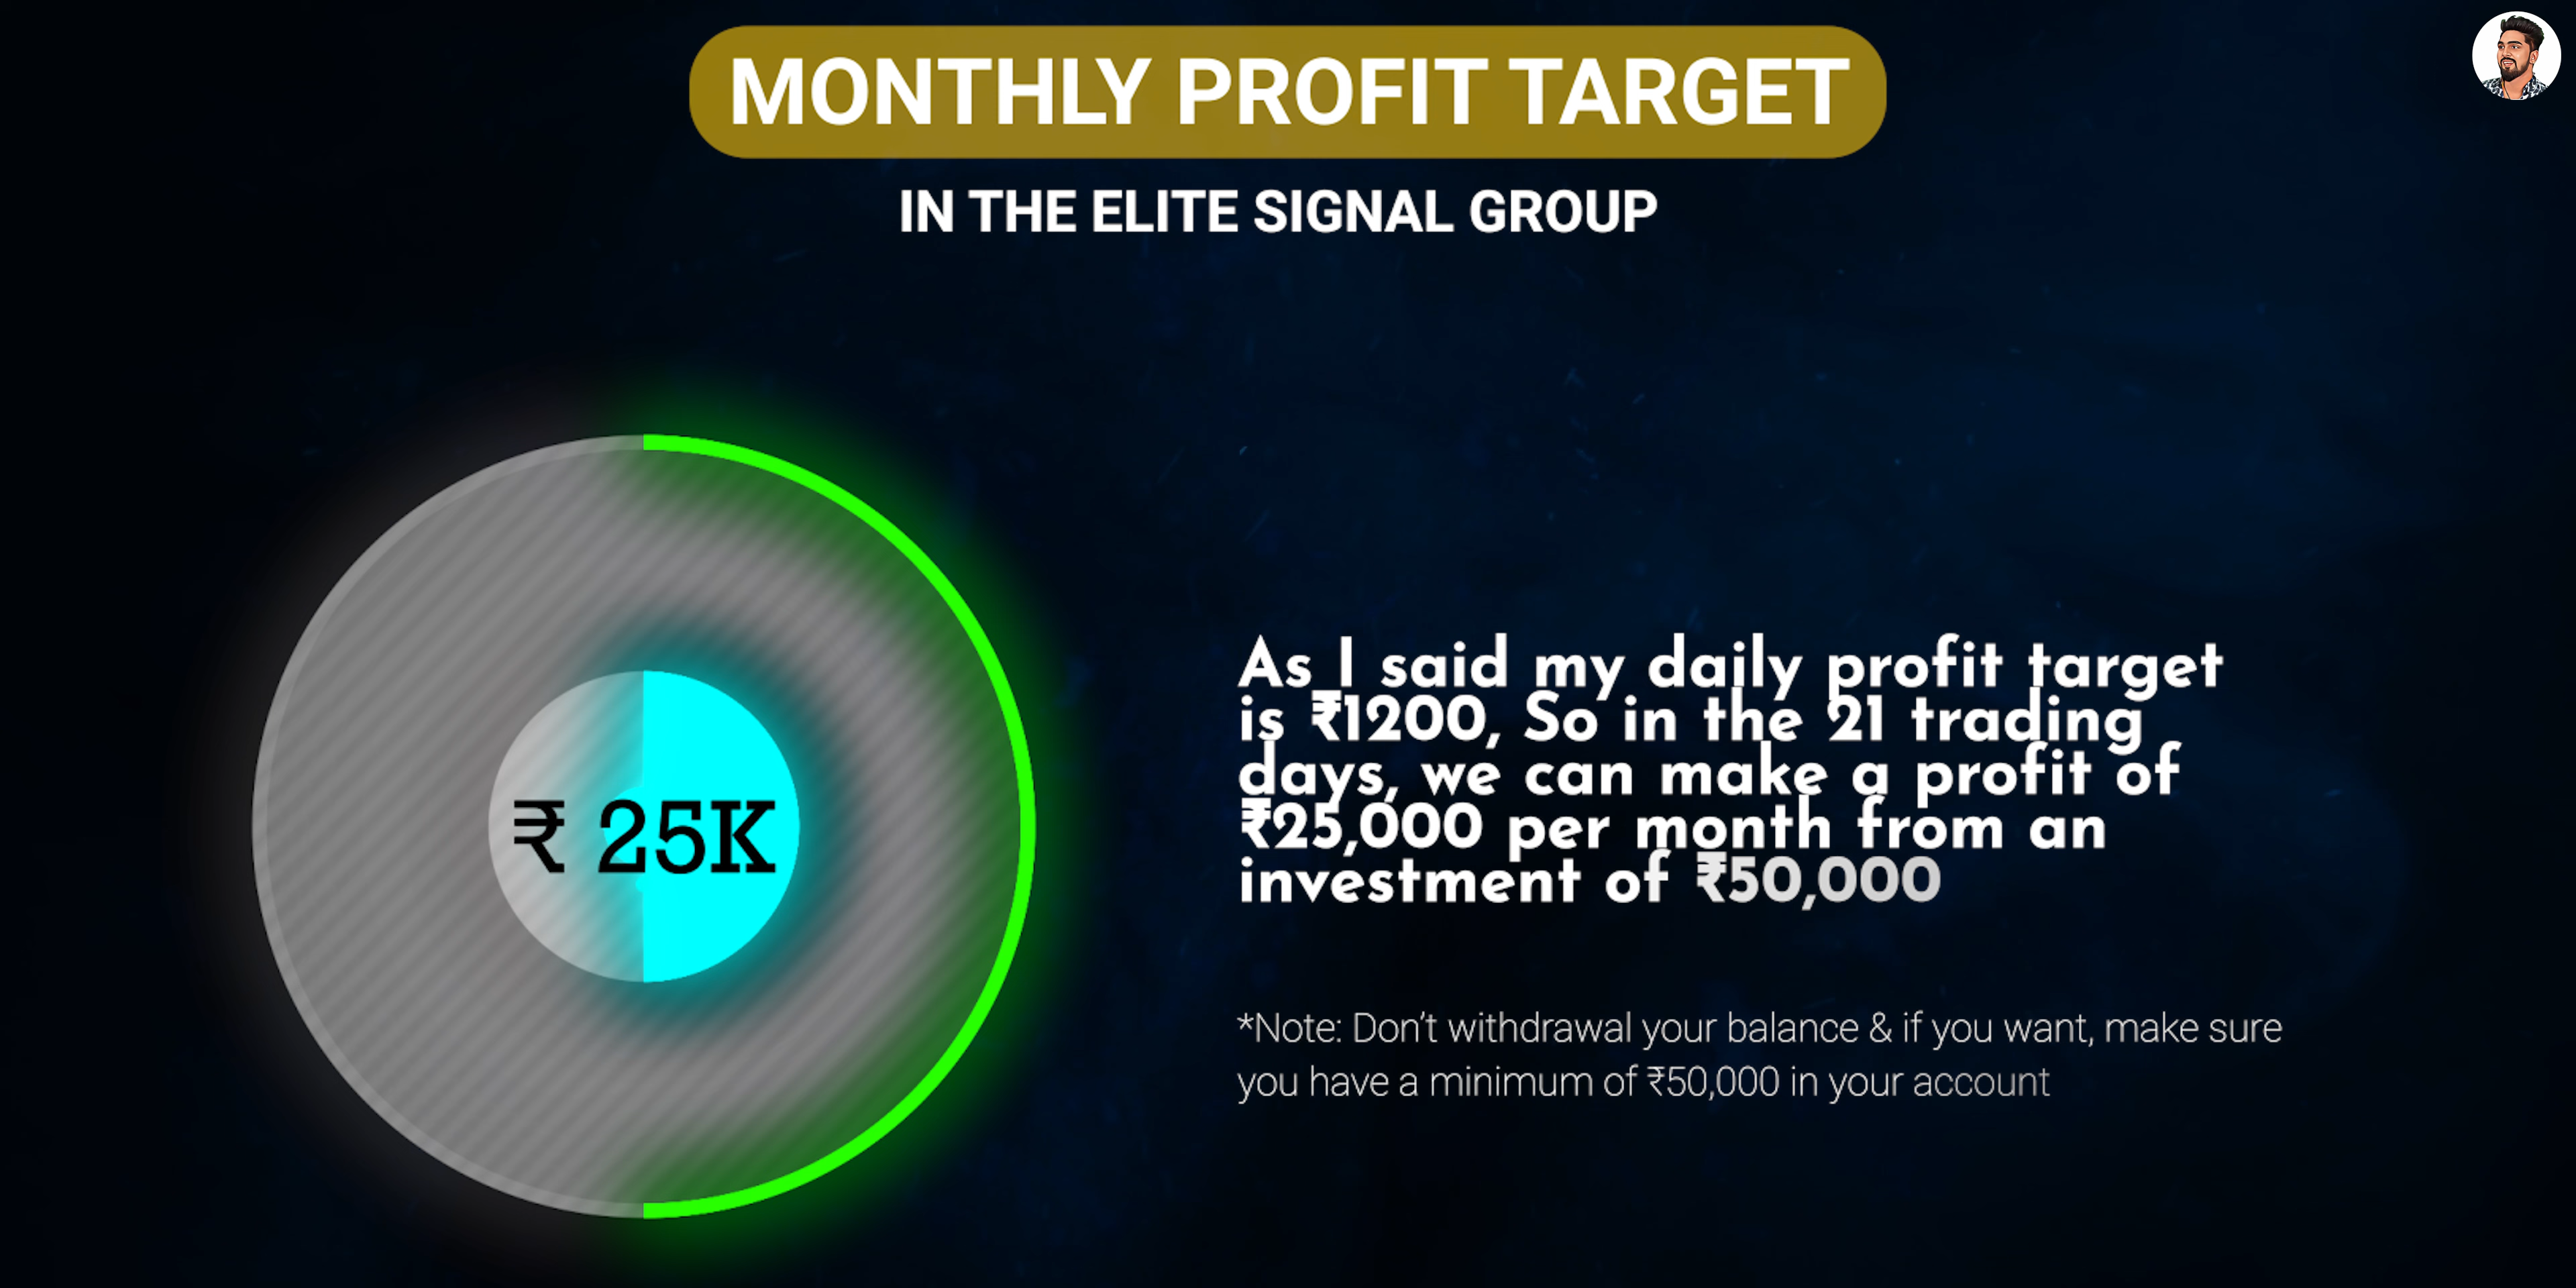 MONTHLY PROFIT TARGET
IN THE ELITE SIGNAL GROUP
₹ 25K
As I said my daily profit target
is ₹1200, So in the 21 trading
days, we can make a profit of
₹25,000 per month from an
investment of ₹50,000
*Note: Don’t withdrawal your balance & if you want, make sure
you have a minimum of ₹50,000 in your account